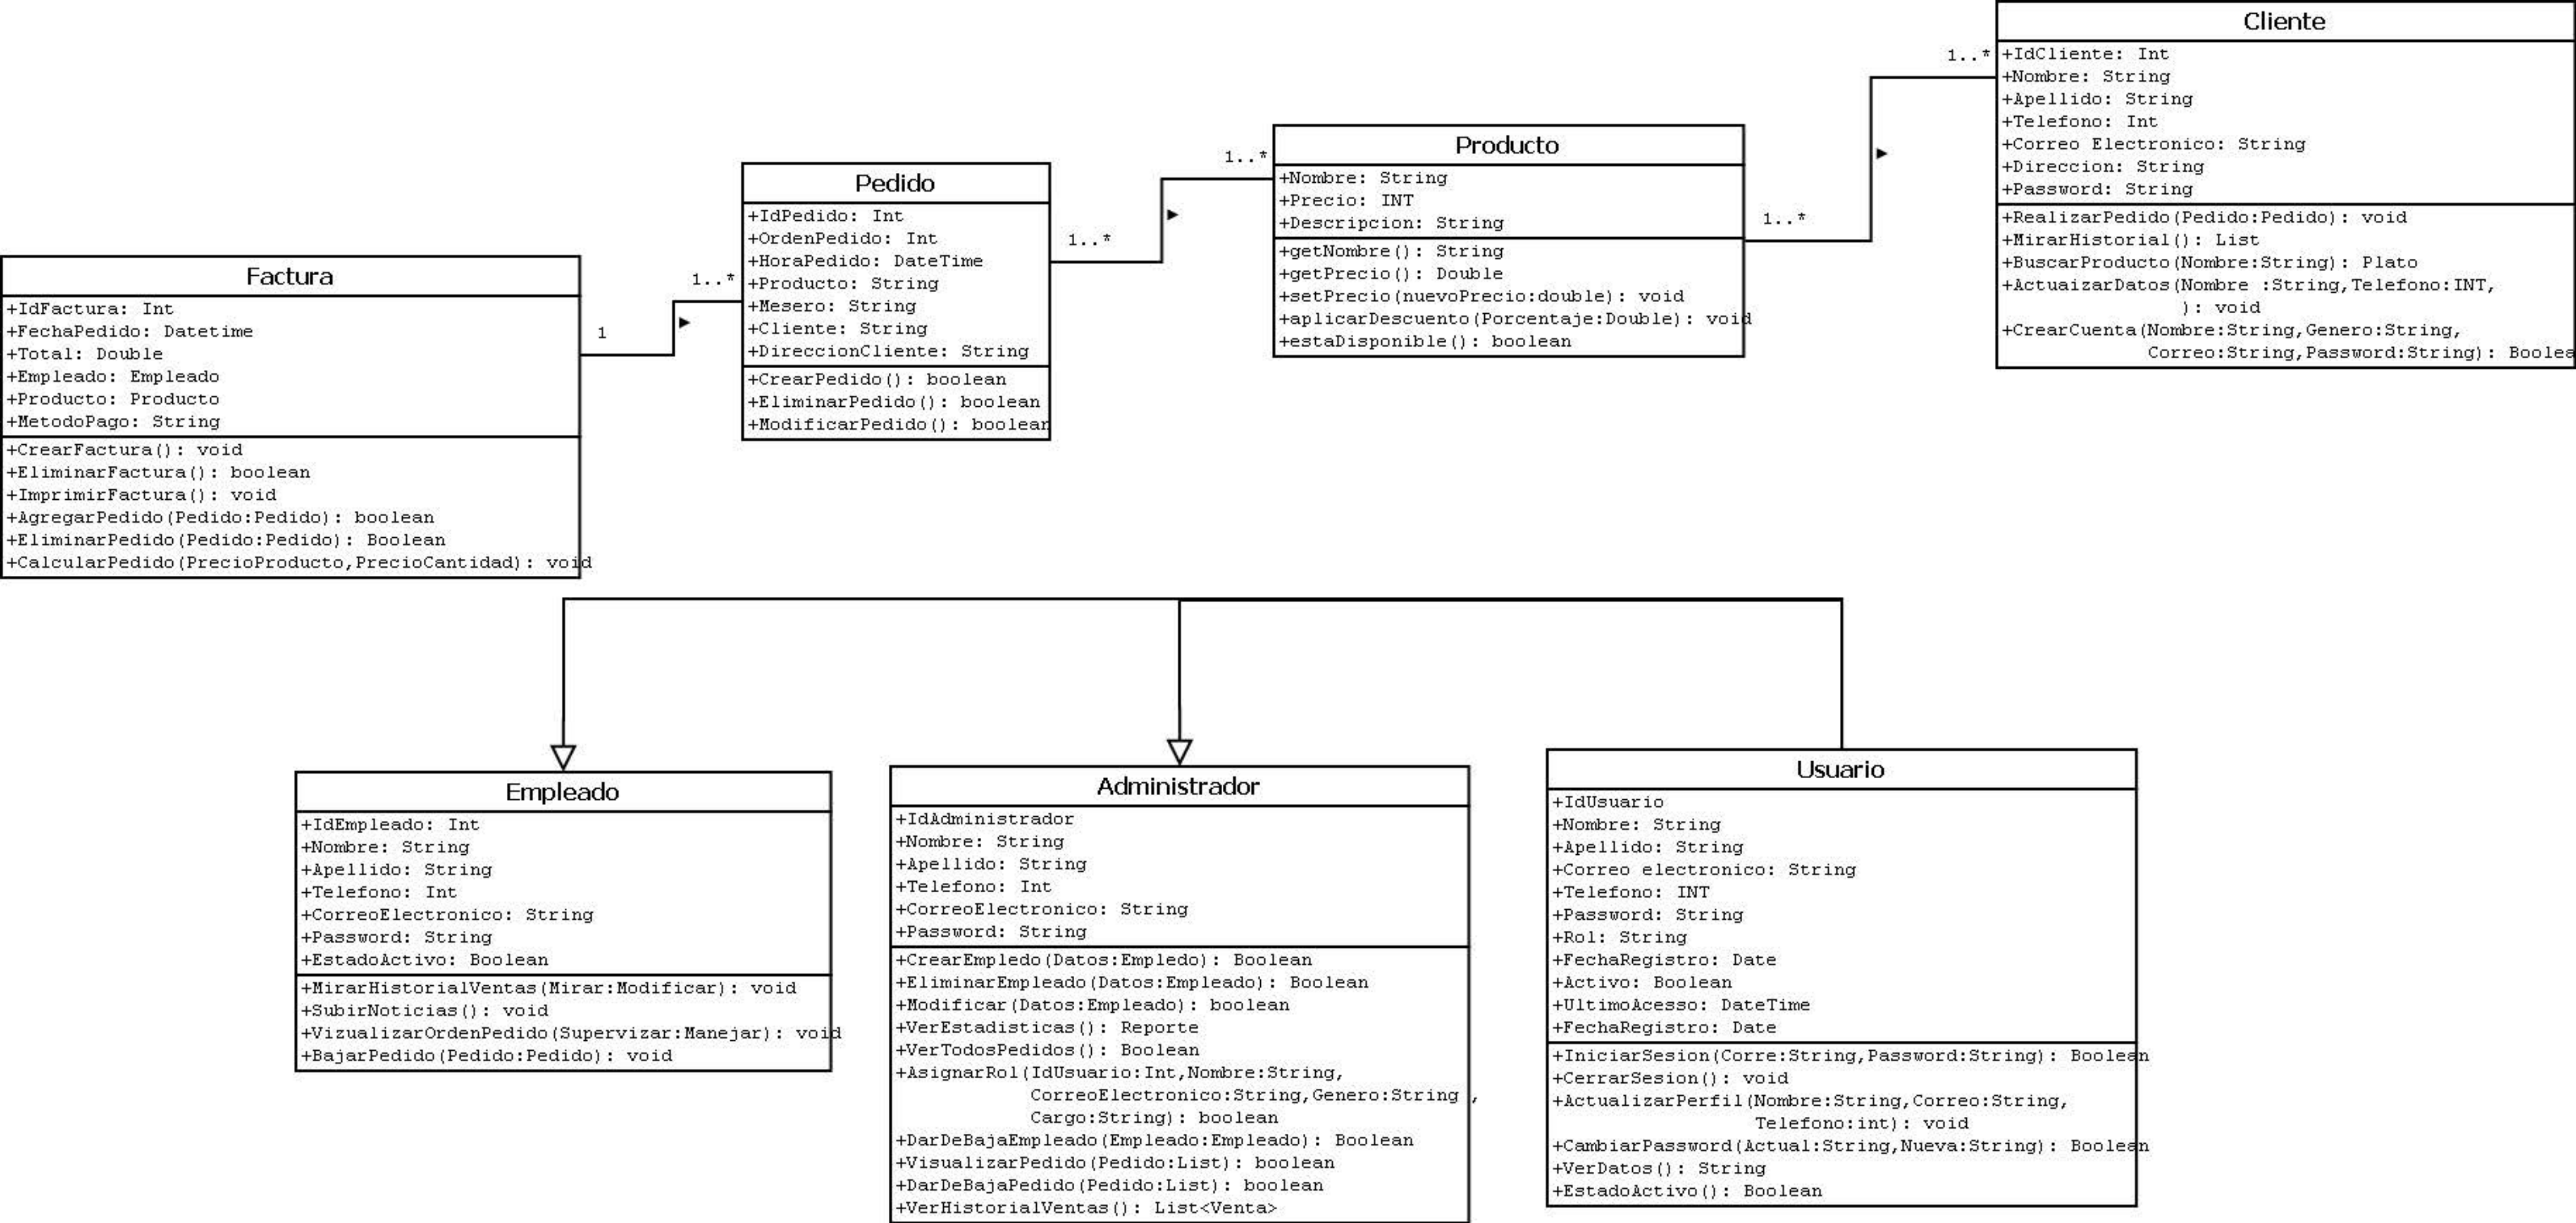 Factura
+IdFactura: Int
+FechaPedido: Datetime
+Total: Double
+Empleado: Empleado
+Producto: Producto
+MetodoPago: String
+CrearFactura(): void
+EliminarFactura(): boolean
+ImprimirFactura(): void
+AgregarPedido(Pedido:Pedido): boolean
+EliminarPedido(Pedido:Pedido): Boolean
+CalcularPedido(PrecioProducto,PrecioCantidad): void
1
1..*
Pedido
+IdPedido: Int
+OrdenPedido: Int
+HoraPedido: DateTime
+Producto: String
+Mesero: String
+Cliente: String
+DireccionCliente: String
+CrearPedido(): boolean
+EliminarPedido(): boolean
+ModificarPedido(): boolean
1..*
1..*
Producto
+Nombre: String
+Precio: INT
+Descripcion: String
+getNombre(): String
+getPrecio(): Double
+setPrecio(nuevoPrecio:double): void
+aplicarDescuento(Porcentaje:Double): void
+estaDisponible(): boolean
1..*
1..*
Cliente
+IdCliente: Int
+Nombre: String
+Apellido: String
+Telefono: Int
+Correo Electronico: String
+Direccion: String
+Password: String
+RealizarPedido(Pedido:Pedido): void
+MirarHistorial(): List
+BuscarProducto(Nombre:String): Plato
+ActuaizarDatos(Nombre :String,Telefono:INT,
): void
+CrearCuenta(Nombre:String,Genero:String,
Correo:String,Password:String): Boolea
Empleado
+IdEmpleado: Int
+Nombre: String
+Apellido: String
+Telefono: Int
+CorreoElectronico: String
+Password: String
+EstadoActivo: Boolean
+MirarHistorialVentas(Mirar:Modificar): void
+SubirNoticias(): void
+VizualizarOrdenPedido(Supervizar:Manejar): void
+BajarPedido(Pedido:Pedido): void
Administrador
+IdAdministrador
+Nombre: String
+Apellido: String
+Telefono: Int
+CorreoElectronico: String
+Password: String
+CrearEmpledo(Datos:Empledo): Boolean
+EliminarEmpleado(Datos:Empleado): Boolean
+Modificar(Datos:Empleado): boolean
+VerEstadisticas(): Reporte
+VerTodosPedidos(): Boolean
+AsignarRol(IdUsuario:Int,Nombre:String,
CorreoElectronico:String,Genero:String ,
Cargo:String): boolean
+DarDeBajaEmpleado(Empleado:Empleado): Boolean
+VisualizarPedido(Pedido:List): boolean
+DarDeBajaPedido(Pedido:List): boolean
+VerHistorialVentas(): List<Venta>
Usuario
+IdUsuario
+Nombre: String
+Apellido: String
+Correo electronico: String
+Telefono: INT
+Password: String
+Rol: String
+FechaRegistro: Date
+Activo: Boolean
+UltimoAcesso: DateTime
+FechaRegistro: Date
+IniciarSesion(Corre:String,Password:String): Boolean
+CerrarSesion(): void
+ActualizarPerfil(Nombre:String,Correo:String,
Telefono:int): void
+CambiarPassword(Actual:String,Nueva:String): Boolean
+VerDatos(): String
+EstadoActivo(): Boolean